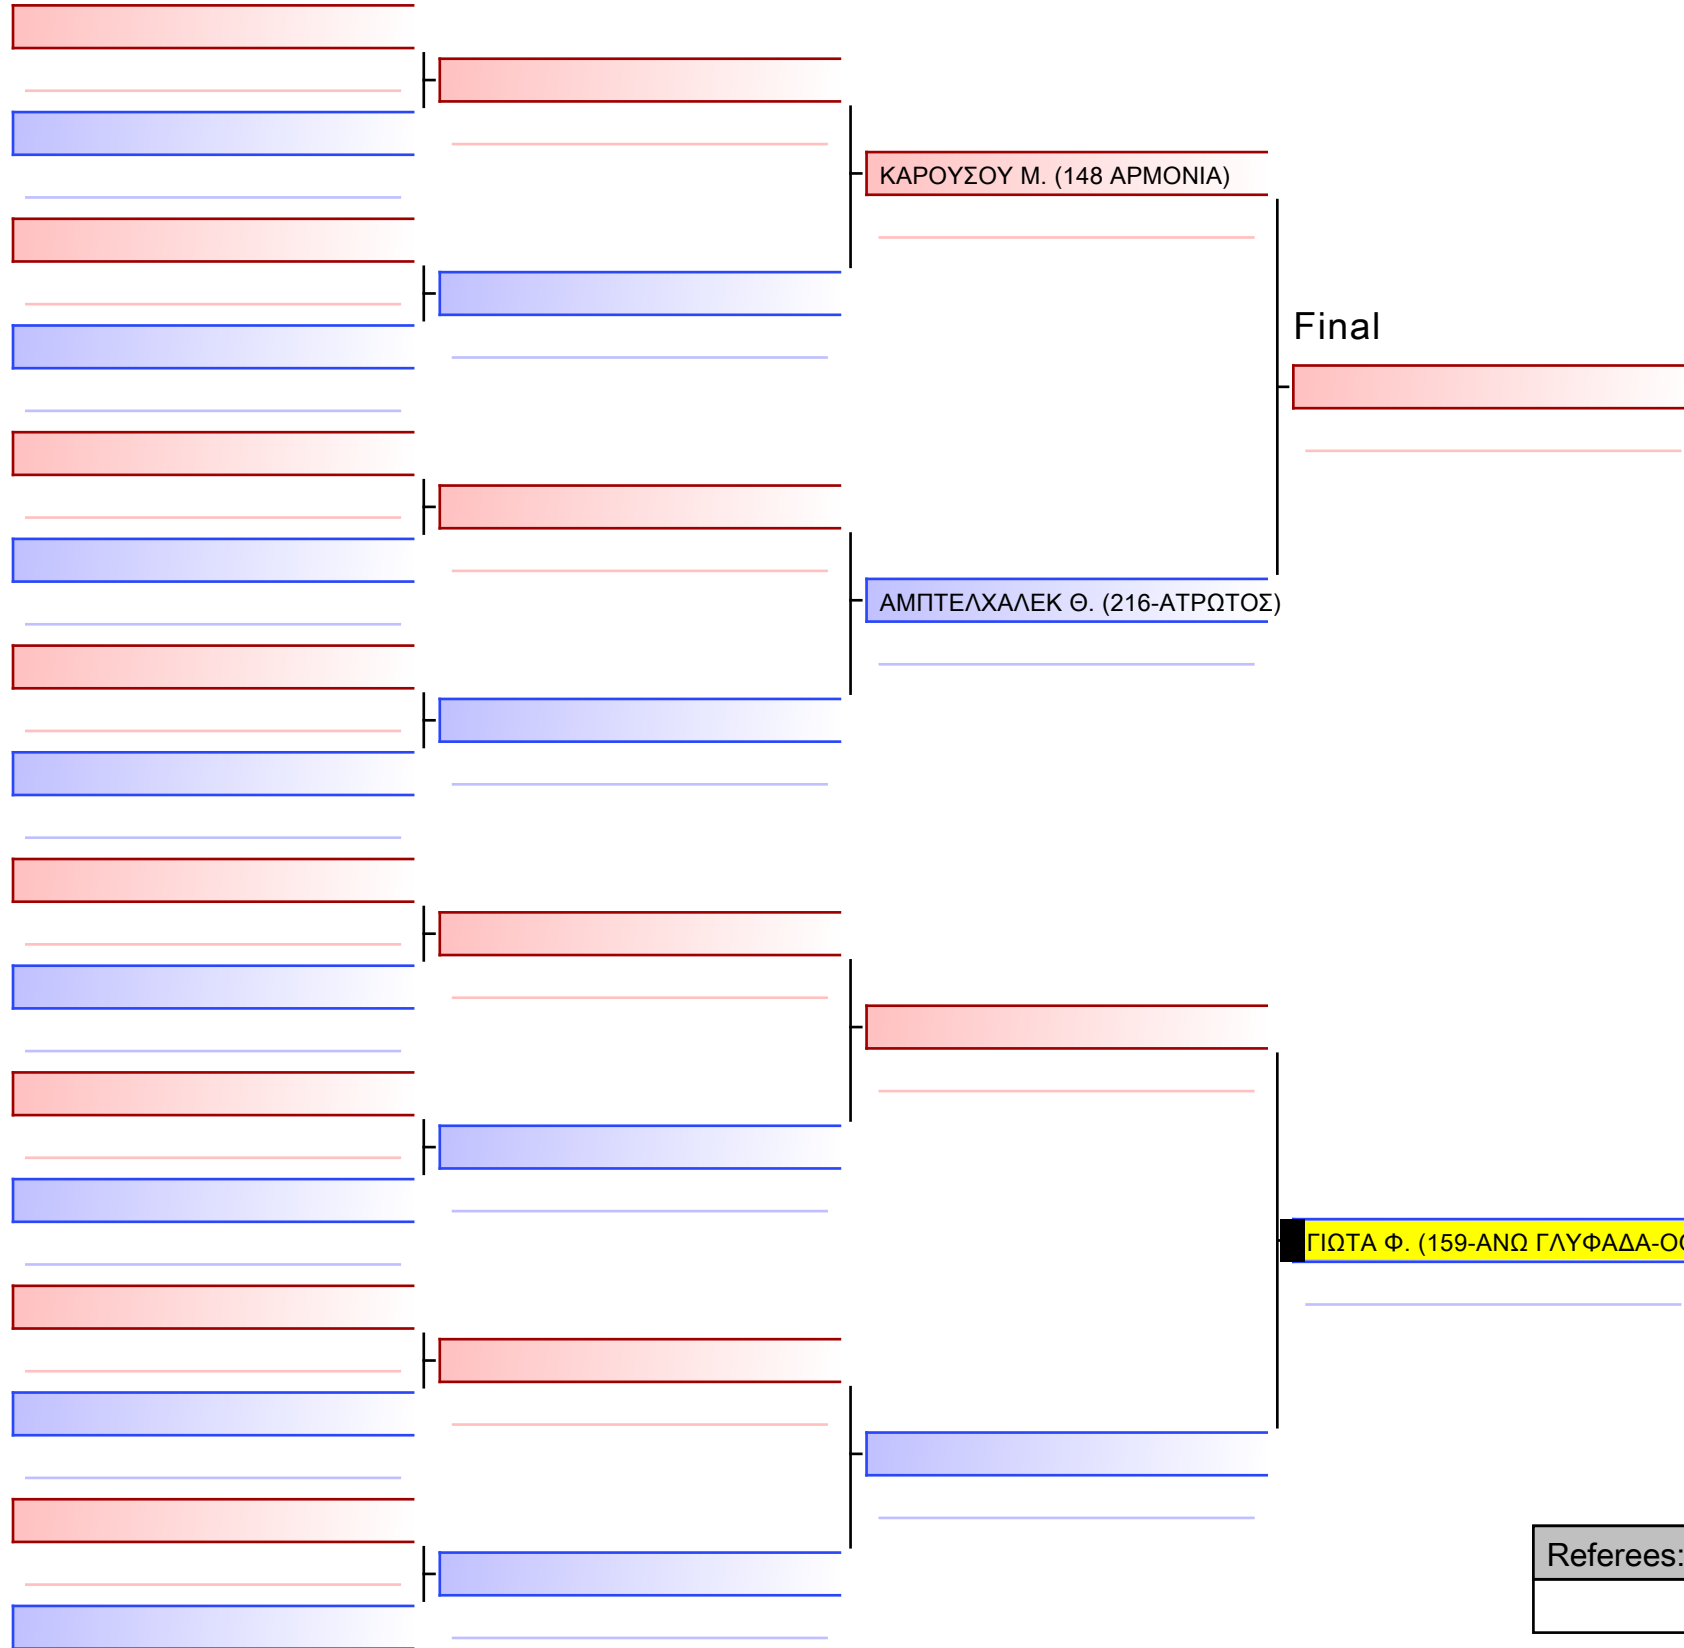 ΚΑΡΟΥΣΟΥ Μ. (148 ΑΡΜΟΝΙΑ)
Final
ΑΜΠΤΕΛΧΑΛΕΚ Θ. (216-ΑΤΡΩΤΟΣ)
ΓΙΩΤΑ Φ. (159-ΑΝΩ ΓΛΥΦΑΔΑ-
Referees: